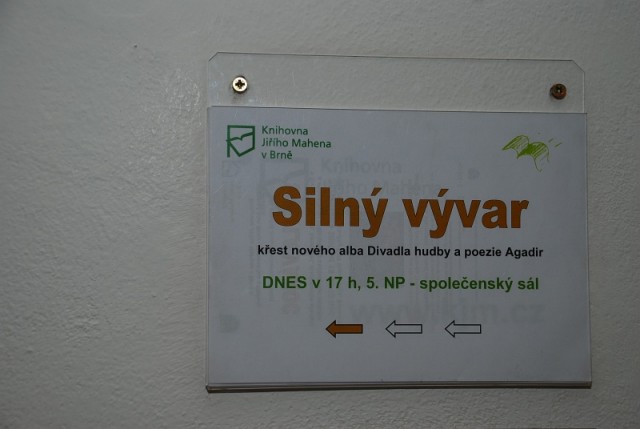 Knihovna
Jiřího Mahena
v Brně
Silný vývar
křest nového alba Divadla hudby a poezie Agadir
DNES v 17 h, 5. NP - společenský sál